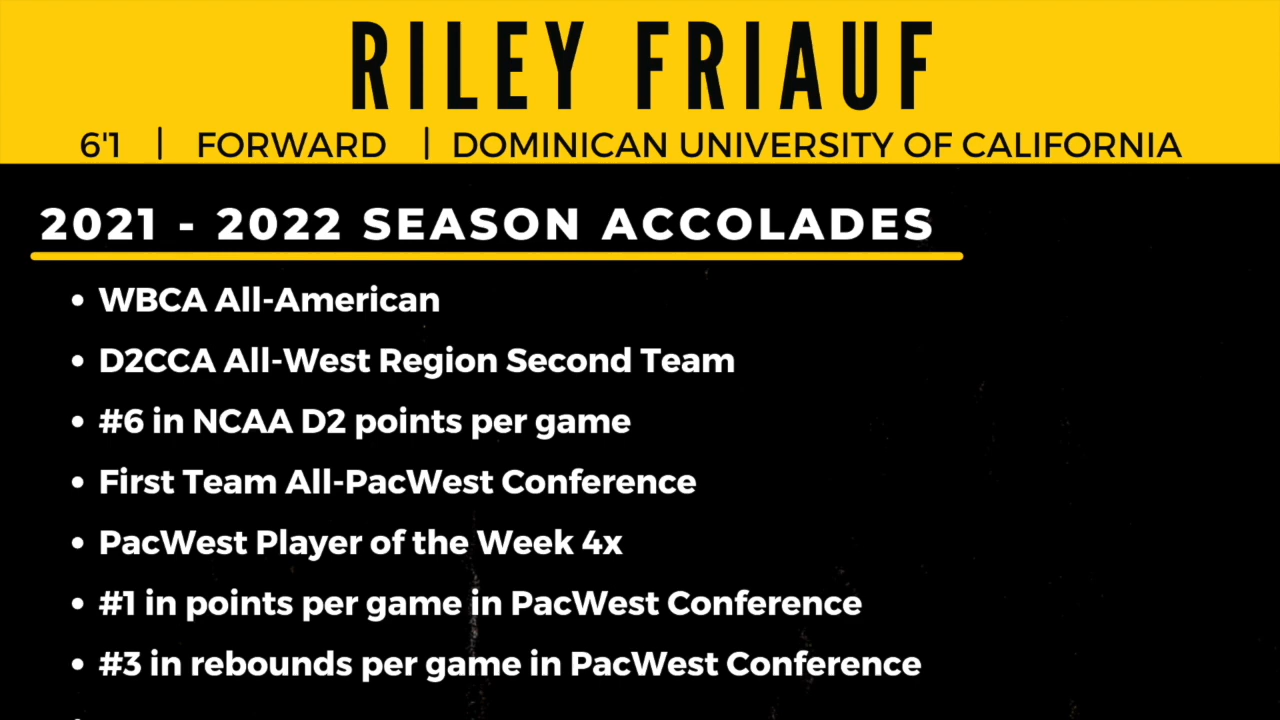 RILEY FRIAUF
6'1 | FORWARD | DOMINICAN UNIVERSITY OF CALIFORNIA
2021 - 2022 SEASON ACCOLADES
• WBCA All-American
• D2CCA All-West Region Second Team
• #6 in NCAA D2 points per game
• First Team All-PacWest Conference
• PacWest Player of the Week 4x
• #1 in points per game in PacWest Conference
• #3 in rebounds per game in PacWest Conference